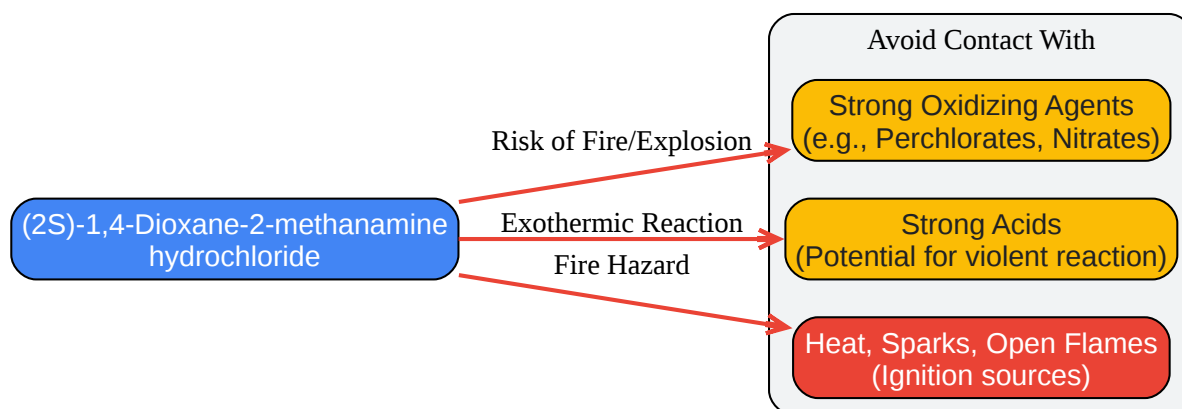 Avoid Contact With
Strong Oxidizing Agents
(e.g., Perchlorates, Nitrates)
Risk of Fire/Explosion
(2S)-1,4-Dioxane-2-methanamine
hydrochloride
Exothermic Reaction
Strong Acids
(Potential for violent reaction)
Fire Hazard
Heat, Sparks, Open Flames
(Ignition sources)